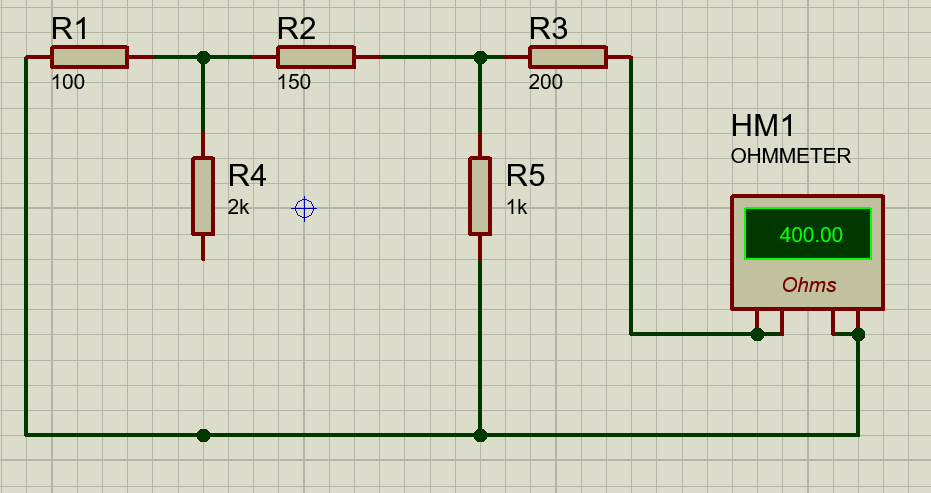 R1
100
R2
150
R3
200
R4
2k
R5
1k
HM1
OHMMETER
400.00
Ohms